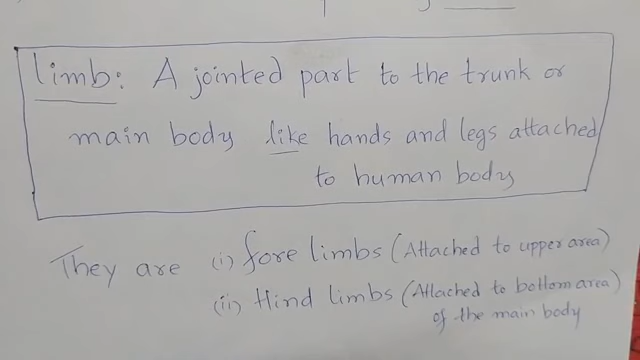 limb: A jointed part to the trunk or
main body like hands and legs attached
to human body
They are (i) fore limbs (Attached to upper area)
(ii) Hind limbs (Attached to bottom area)
of the main body